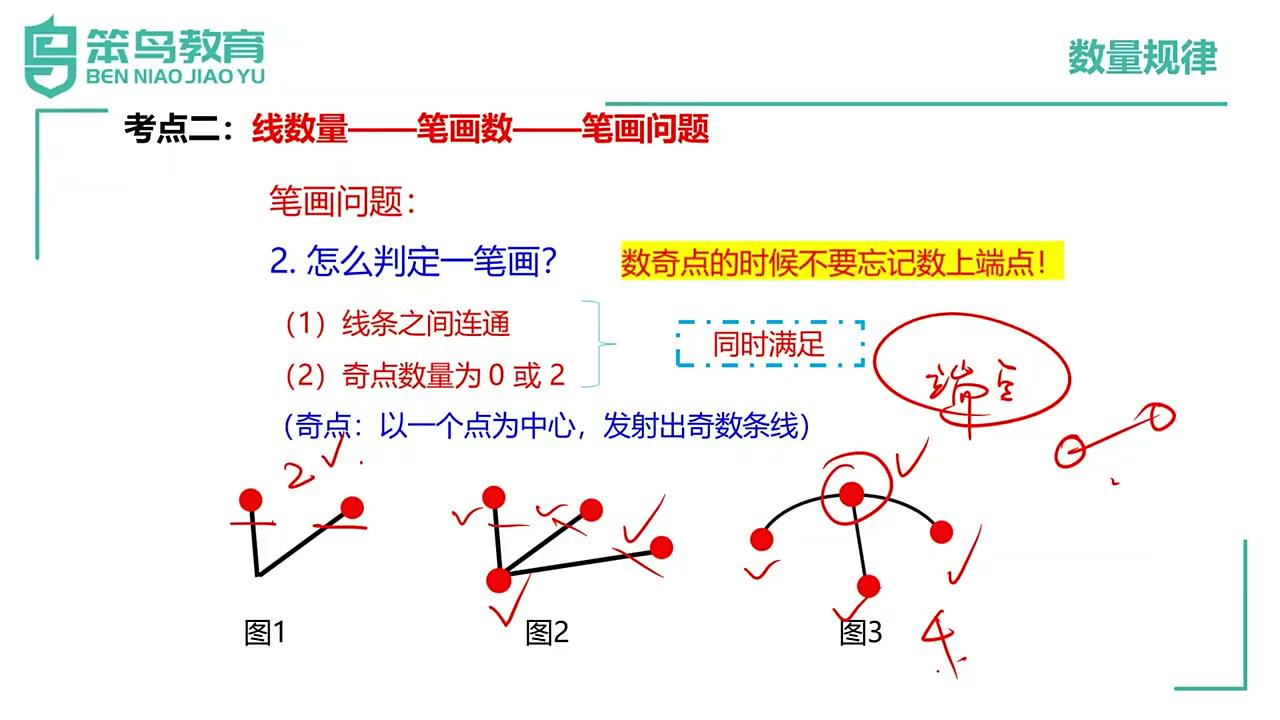 笨鸟教育
BEN NIAO JIAO YU
数量规律
考点二：线数量——笔画数——笔画问题
笔画问题：
2. 怎么判定一笔画？
数奇点的时候不要忘记数上端点！
（1）线条之间连通
（2）奇点数量为 0 或 2
同时满足
端点
（奇点：以一个点为中心，发射出奇数条线）
2
图1
图2
图3
4